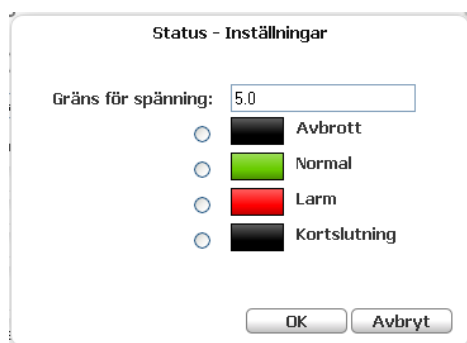 Status - Inställningar
Gräns för spänning: 5.0
Avbrott
Normal
Larm
Kortslutning
OK Avbryt